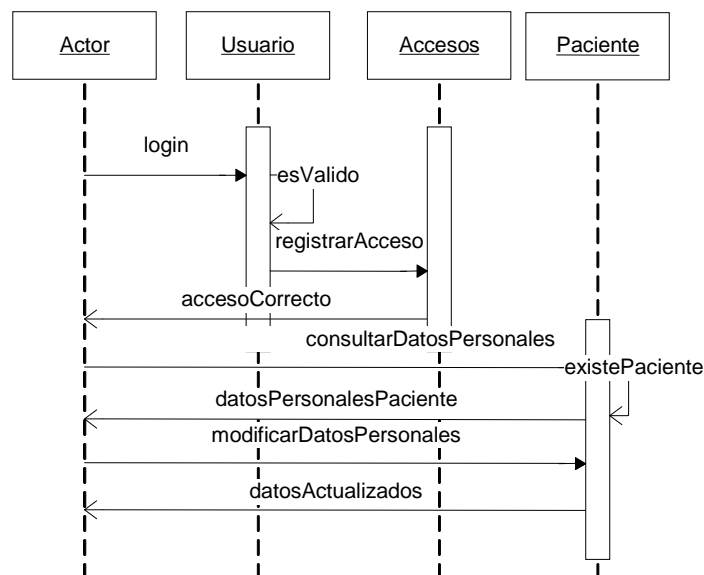 Actor
Usuario
Accesos
Paciente
login
esValido
registrarAcceso
accesoCorrecto
consultarDatosPersonales
existePaciente
datosPersonalesPaciente
modificarDatosPersonales
datosActualizados